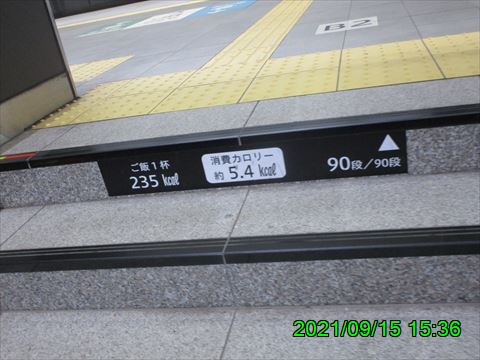 B2
ご飯1杯
235 kcal
消費カロリー
約 5.4 kcal
90段/90段
2021/09/15 15:36